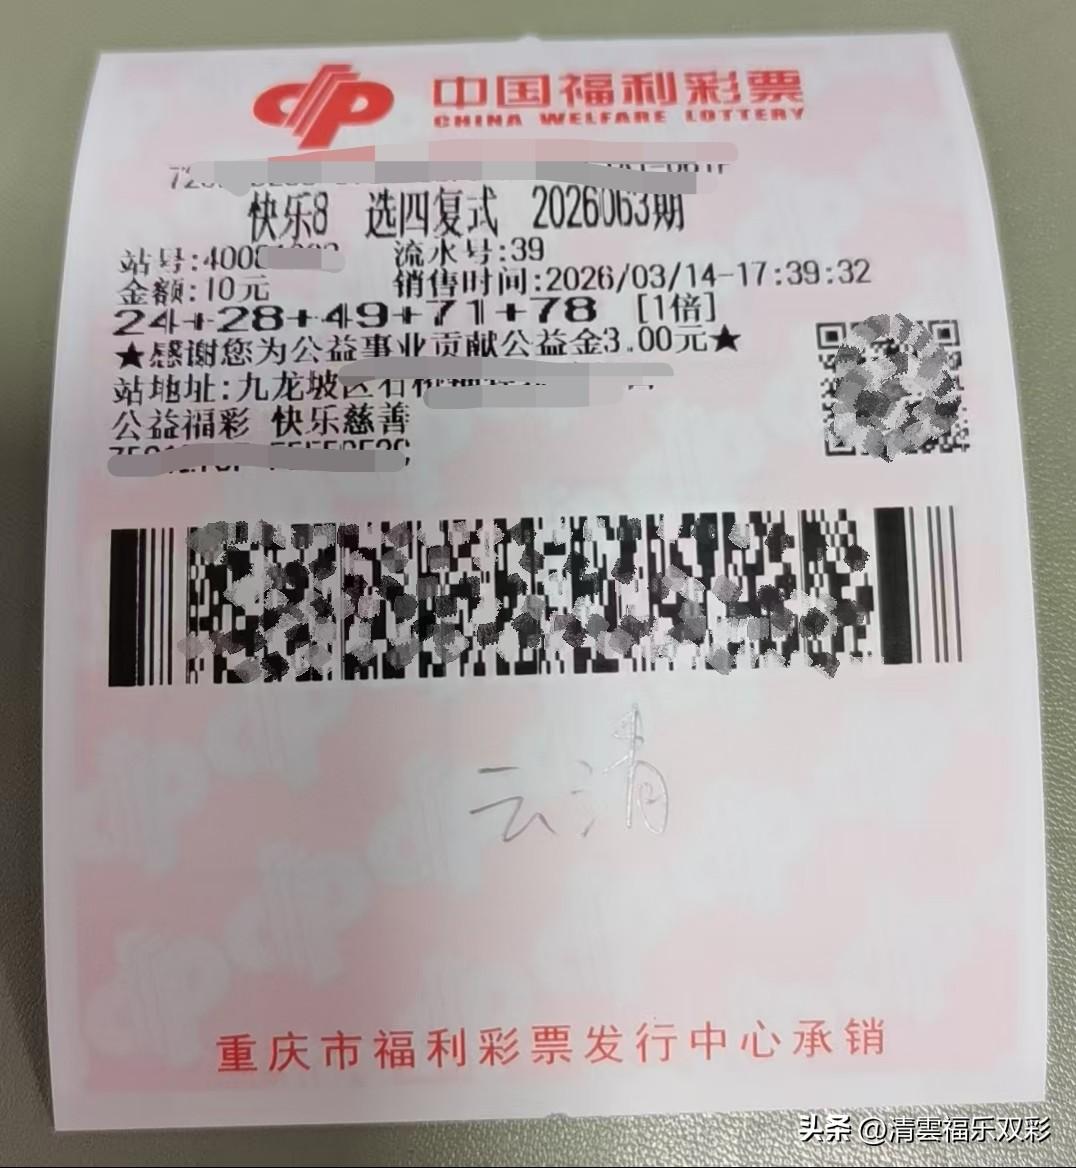 中国福利彩票
CHINA WELFARE LOTTERY
快乐8 选四复式 2026063期
站号:400 流水号:39
金额:10元 销售时间:2026/03/14-17:39:32
24+28+49+71+78 [1倍]
★感谢您为公益事业贡献公益金3.00元★
站地址:九龙坡区石
公益福彩 快乐慈善
云清
重庆市福利彩票发行中心承销
头条 @清雲福乐双彩